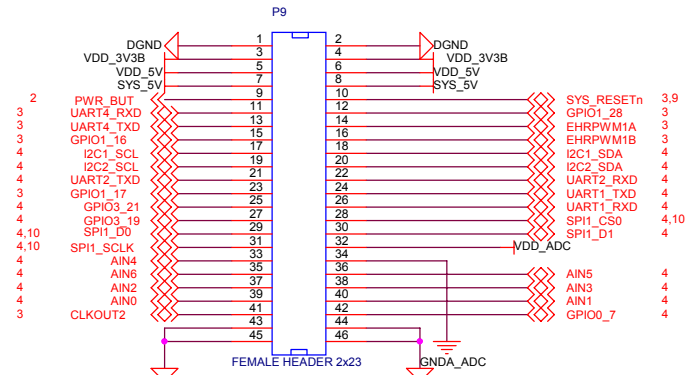 P9
DGND 1 2 DGND
VDD_3V3B 3 4 VDD_3V3B
VDD_5V 5 6 VDD_5V
SYS_5V 7 8 SYS_5V
2 PWR_BUT 9 10 SYS_RESETn 3,9
3 UART4_RXD 11 12 GPIO1_28 3
3 UART4_TXD 13 14 EHRPWM1A 3
3 GPIO1_16 15 16 EHRPWM1B 3
4 I2C1_SCL 17 18 I2C1_SDA 4
4 I2C2_SCL 19 20 I2C2_SDA 4
4 UART2_TXD 21 22 UART2_RXD 4
3 GPIO1_17 23 24 UART1_TXD 4
4 GPIO3_21 25 26 UART1_RXD 4
4 GPIO3_19 27 28 SPI1_CS0 4,10
4,10 SPI1_D0 29 30 SPI1_D1 4
4,10 SPI1_SCLK 31 32 VDD_ADC
4 AIN4 33 34
4 AIN6 35 36 AIN5 4
4 AIN2 37 38 AIN3 4
4 AIN0 39 40 AIN1 4
3 CLKOUT2 41 42 GPIO0_7 4
43 44
45 46
FEMALE HEADER 2x23 GNDA_ADC